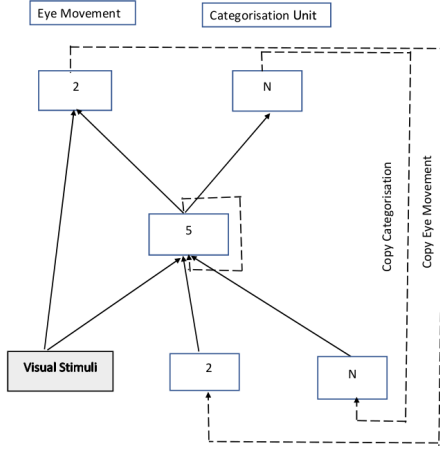 Eye Movement
Categorisation Unit
2
N
5
Copy Categorisation
Copy Eye Movement
Visual Stimuli
2
N